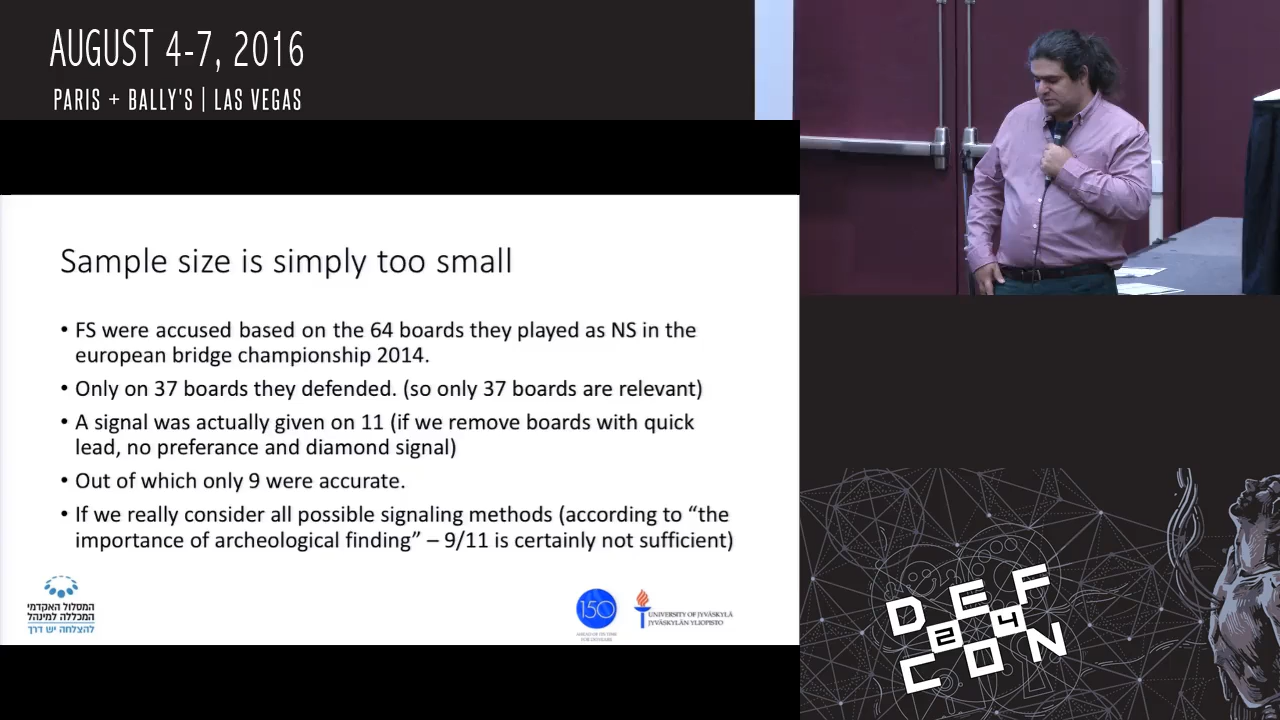 AUGUST 4-7, 2016
PARIS + BALLY'S | LAS VEGAS
Sample size is simply too small
• FS were accused based on the 64 boards they played as NS in the
european bridge championship 2014.
• Only on 37 boards they defended. (so only 37 boards are relevant)
• A signal was actually given on 11 (if we remove boards with quick
lead, no preferance and diamond signal)
• Out of which only 9 were accurate.
• If we really consider all possible signaling methods (according to “the
importance of archeological finding” – 9/11 is certainly not sufficient)
המסלול האקדמי
המכללה למינהל
להצלחה יש דרך
150
UNIVERSITY OF JYVÄSKYLÄ
JYVÄSKYLÄN YLIOPISTO
DEF
24
CON